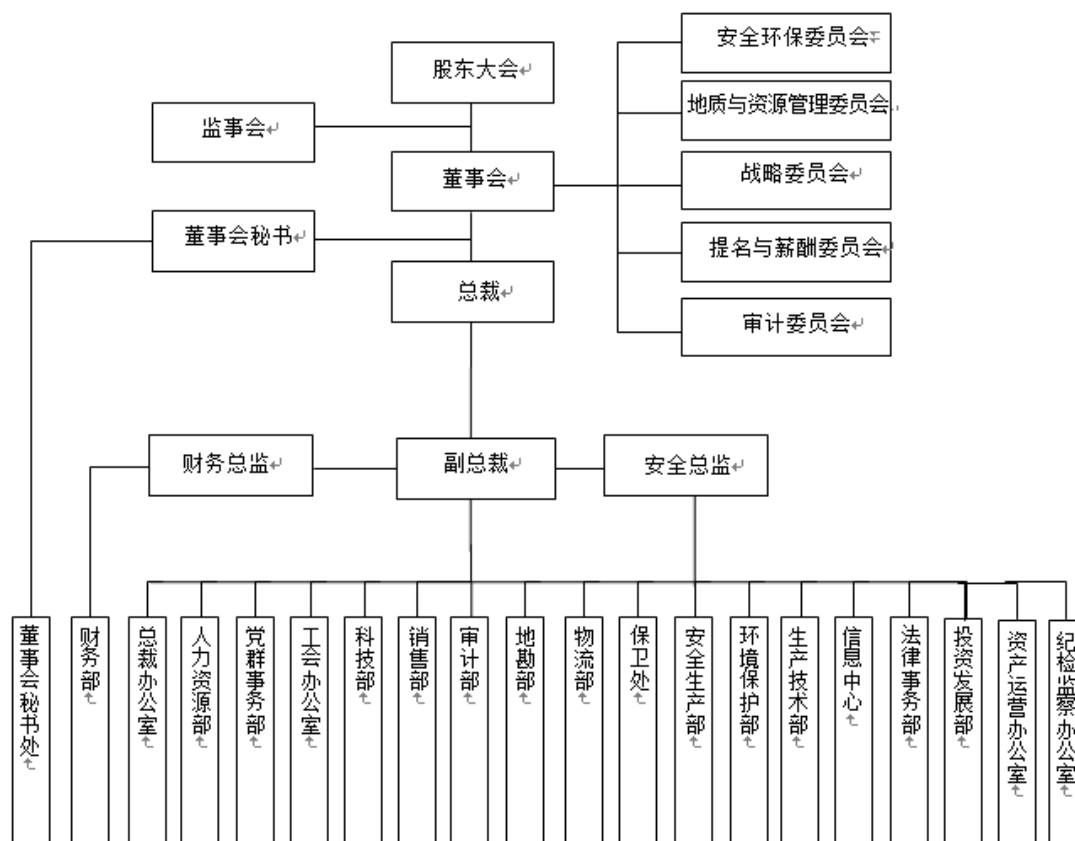 安全环保委员会
股东大会
地质与资源管理委员会
监事会
董事会
战略委员会
董事会秘书
提名与薪酬委员会
总裁
审计委员会
财务总监
副总裁
安全总监
董事会秘书处
财务部
总裁办公室
人力资源部
党群事务部
工会办公室
科技部
销售部
审计部
地勘部
物流部
保卫处
安全生产部
环境保护部
生产技术部
信息中心
法律事务部
投资发展部
资产运营办公室
纪检监察办公室